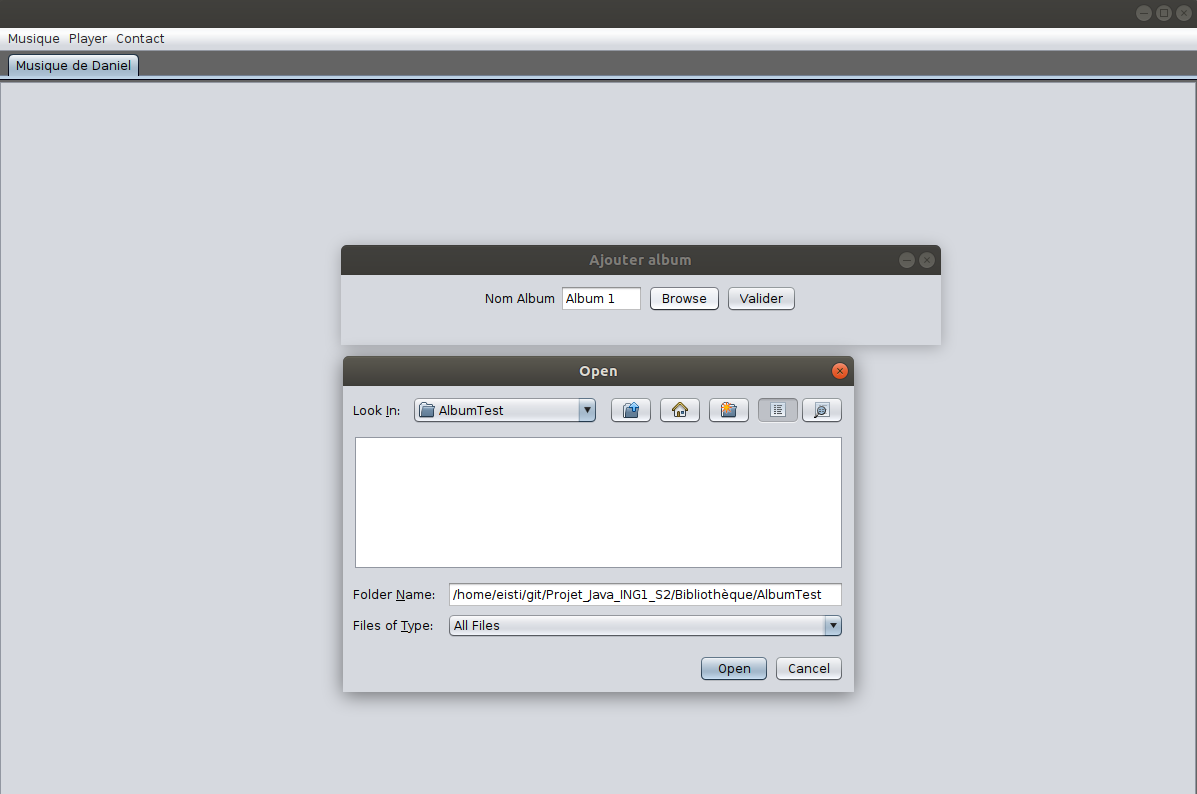 Musique Player Contact
Musique de Daniel
Ajouter album
Nom Album Album 1 Browse Valider
Open
Look In: AlbumTest
Folder Name: /home/eisti/git/Projet_Java_ING1_S2/Bibliothèque/AlbumTest
Files of Type: All Files
Open Cancel